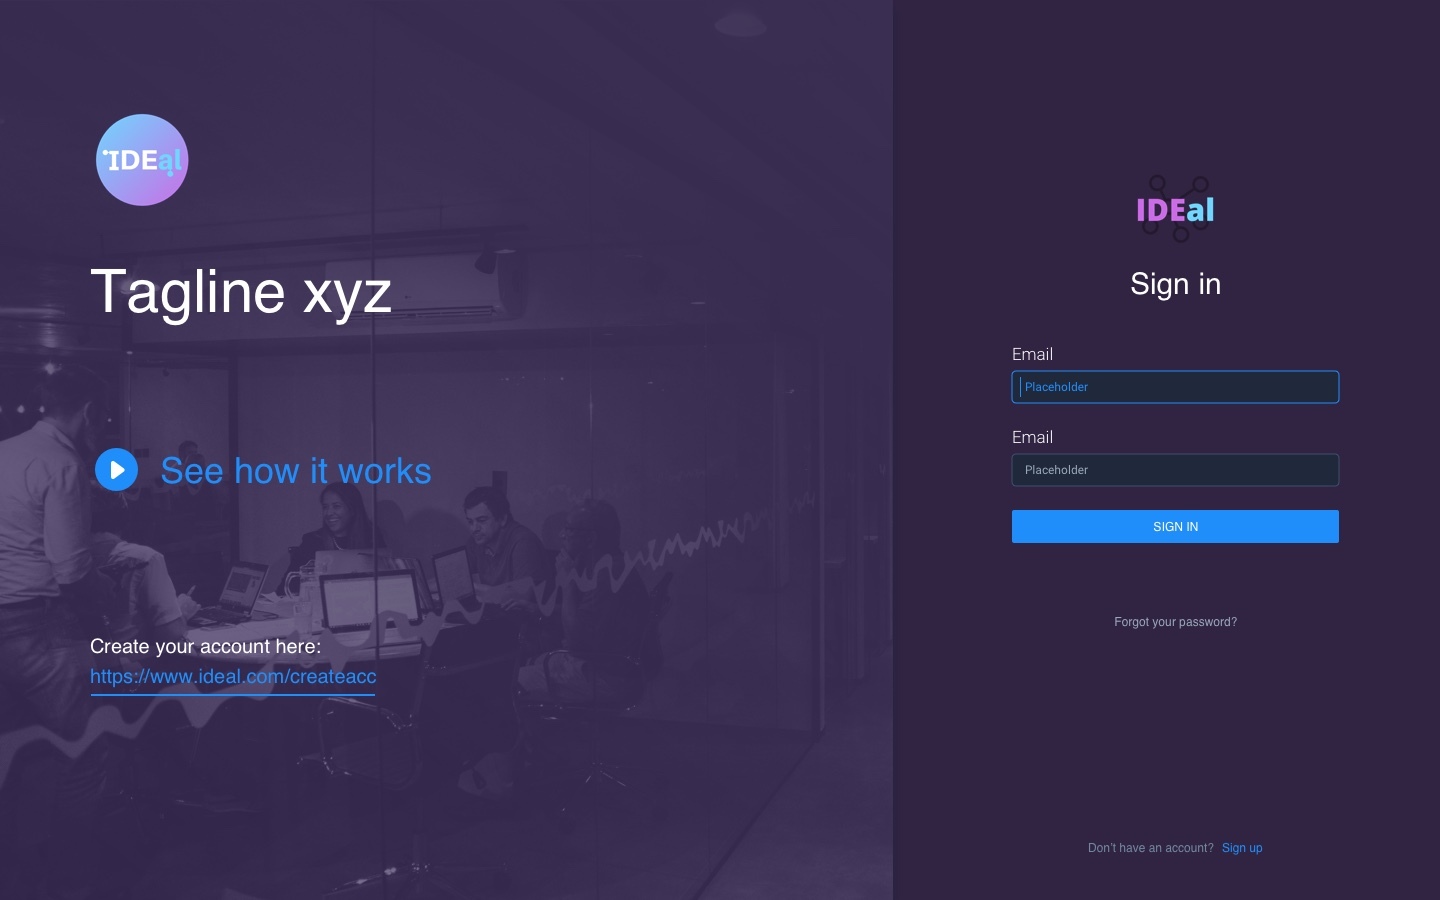 IDEal
Tagline xyz
See how it works
Create your account here:
https://www.ideal.com/createacc
IDEal
Sign in
Email
Placeholder
Email
Placeholder
SIGN IN
Forgot your password?
Don't have an account? Sign up